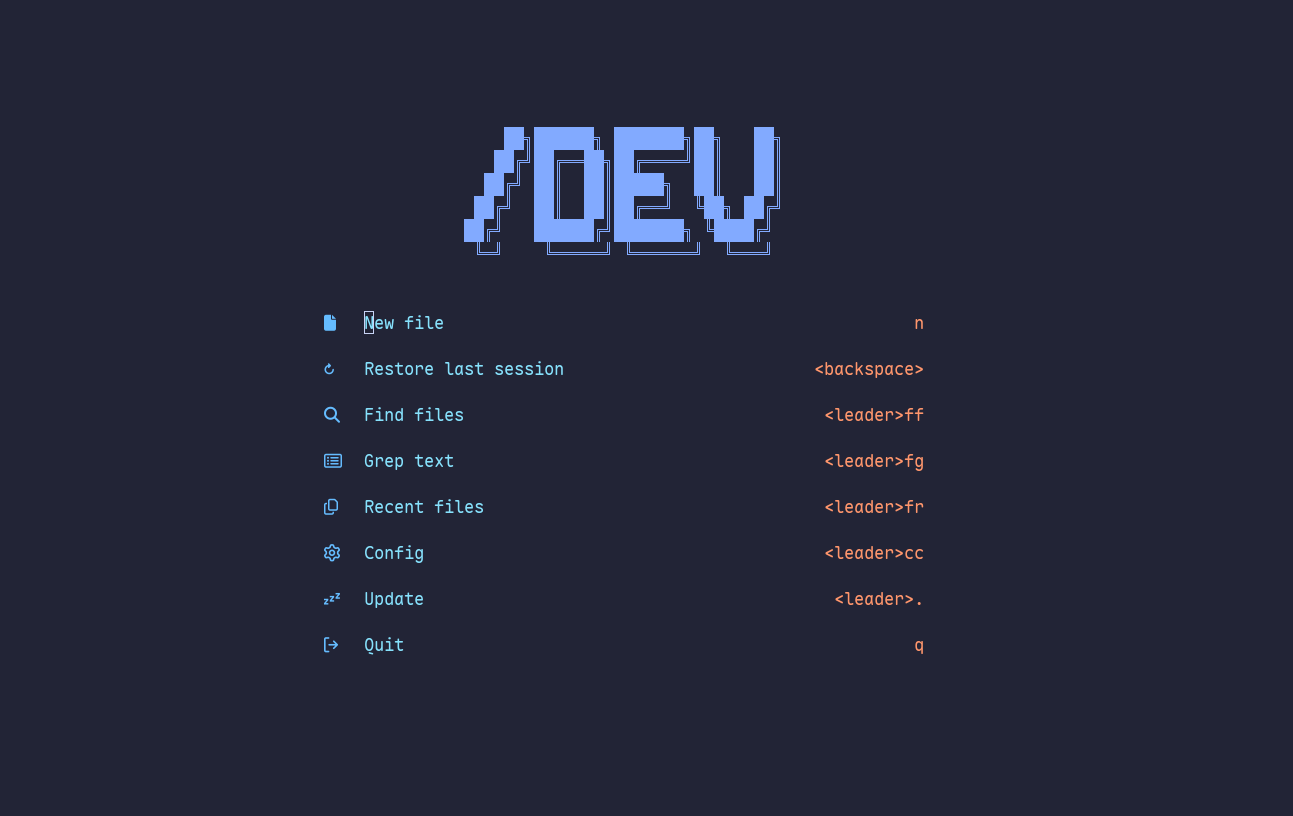 /DEV
New file n
Restore last session <backspace>
Find files <leader>ff
Grep text <leader>fg
Recent files <leader>fr
Config <leader>cc
Update <leader>.
Quit q